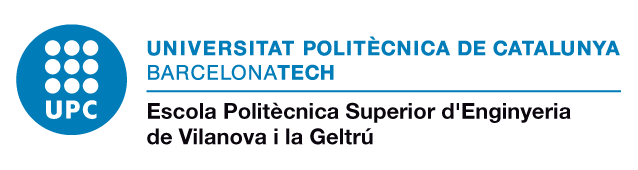 UPC
UNIVERSITAT POLITÈCNICA DE CATALUNYA
BARCELONATECH
Escola Politècnica Superior d'Enginyeria
de Vilanova i la Geltrú